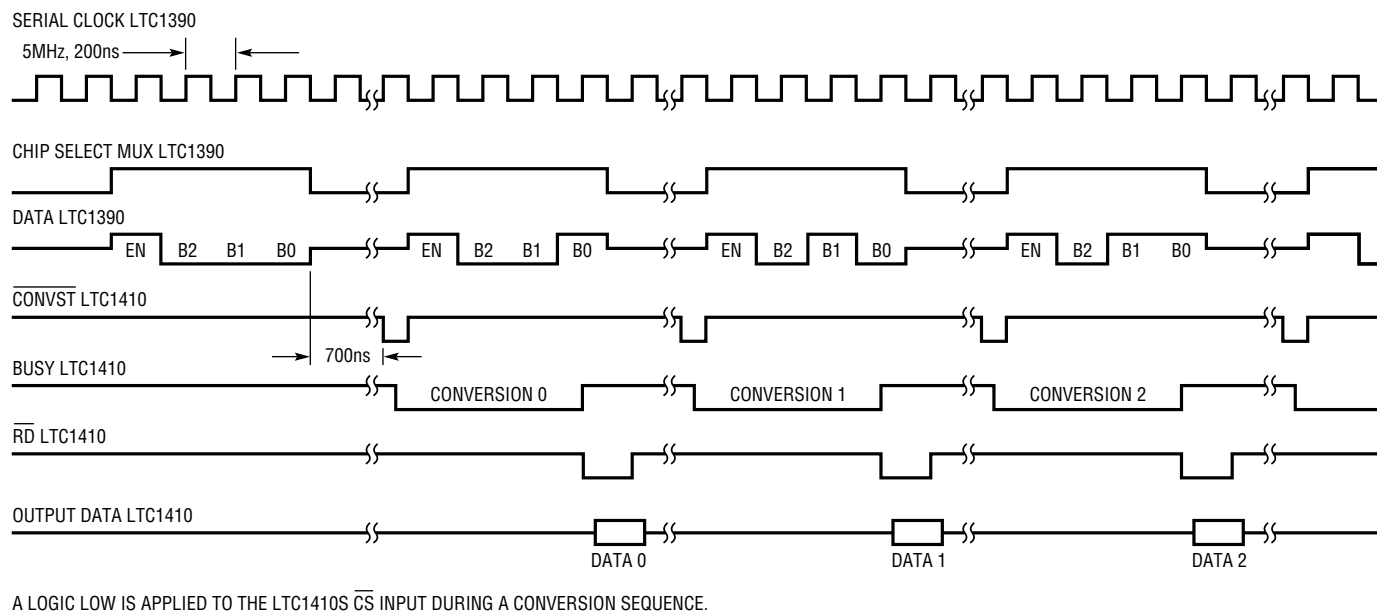 SERIAL CLOCK LTC1390
5MHz, 200ns
CHIP SELECT MUX LTC1390
DATA LTC1390
EN B2 B1 B0 EN B2 B1 B0 EN B2 B1 B0 EN B2 B1 B0
CONVST LTC1410
700ns
BUSY LTC1410
CONVERSION 0 CONVERSION 1 CONVERSION 2
RD LTC1410
OUTPUT DATA LTC1410
DATA 0 DATA 1 DATA 2
A LOGIC LOW IS APPLIED TO THE LTC1410S CS INPUT DURING A CONVERSION SEQUENCE.